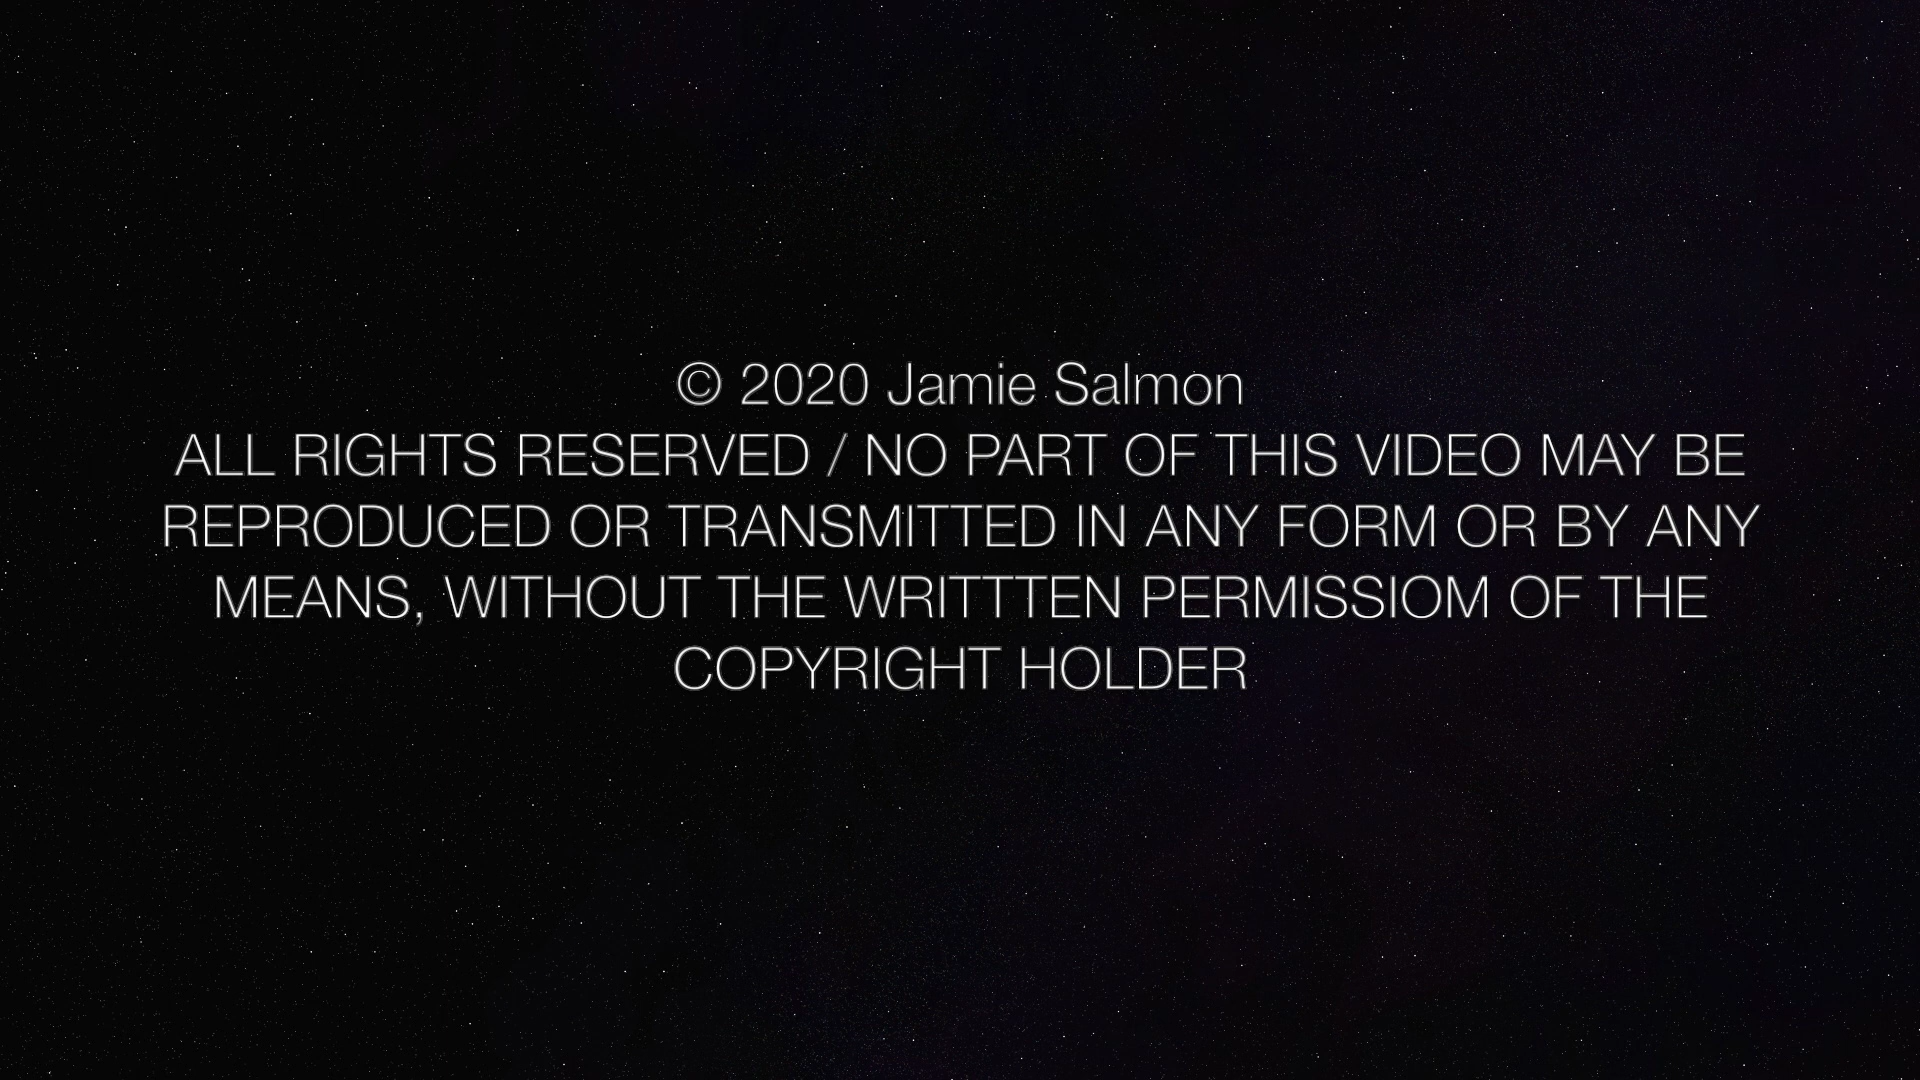 © 2020 Jamie Salmon
ALL RIGHTS RESERVED / NO PART OF THIS VIDEO MAY BE
REPRODUCED OR TRANSMITTED IN ANY FORM OR BY ANY
MEANS, WITHOUT THE WRITTTEN PERMISSIOM OF THE
COPYRIGHT HOLDER